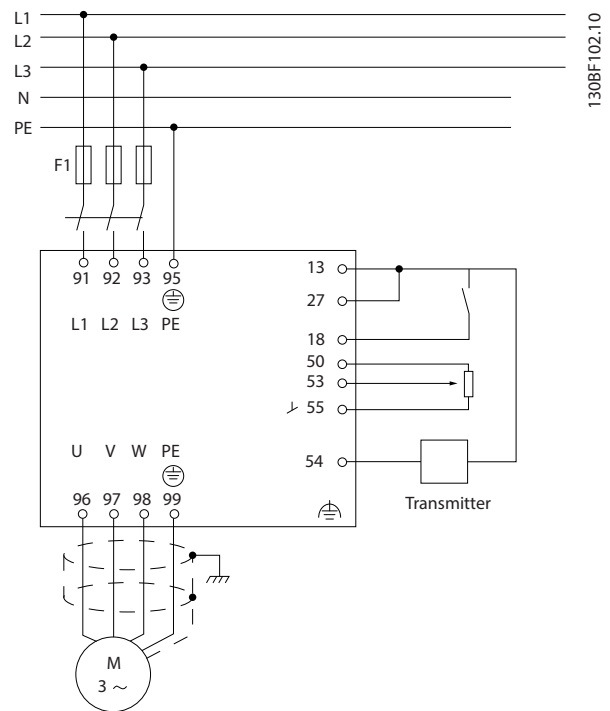 L1
L2
L3
N
PE
130BF102.10
F1
91 92 93 95
L1 L2 L3 PE
13
27
18
50
53
55
54
Transmitter
U V W PE
96 97 98 99
M
3 ~